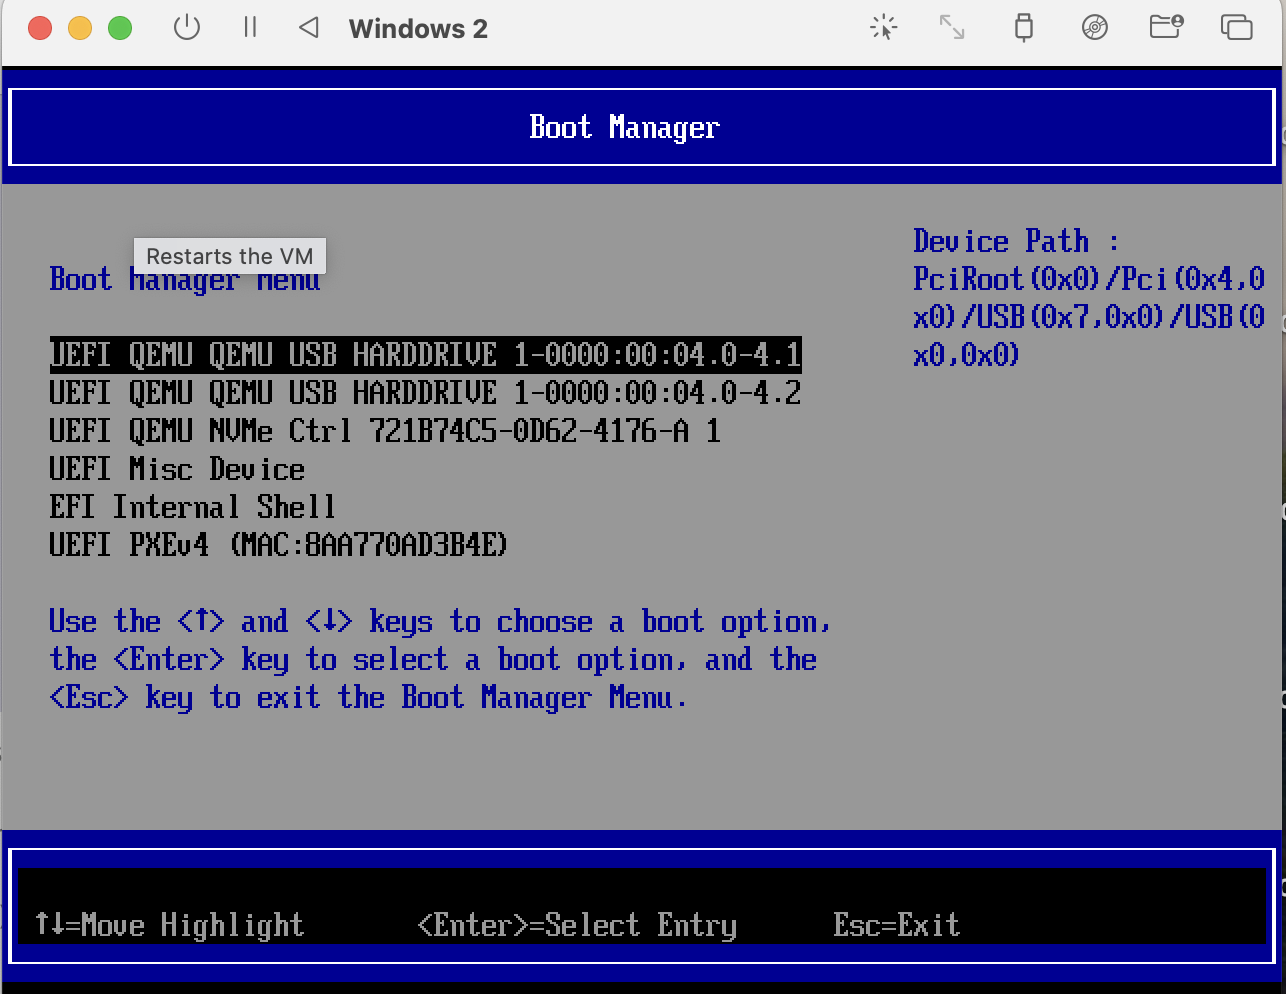 Windows 2
Boot Manager
Restarts the VM
Boot Manager Menu
UEFI QEMU QEMU USB HARDDRIVE 1-0000:00:04.0-4.1
UEFI QEMU QEMU USB HARDDRIVE 1-0000:00:04.0-4.2
UEFI QEMU NVMe Ctrl 721B74C5-0D62-4176-A 1
UEFI Misc Device
EFI Internal Shell
UEFI PXEv4 (MAC:8AA770AD3B4E)
Use the <↑> and <↓> keys to choose a boot option,
the <Enter> key to select a boot option, and the
<Esc> key to exit the Boot Manager Menu.
Device Path :
PciRoot(0x0)/Pci(0x4,0
x0)/USB(0x7,0x0)/USB(0
x0,0x0)
↑↓=Move Highlight <Enter>=Select Entry Esc=Exit